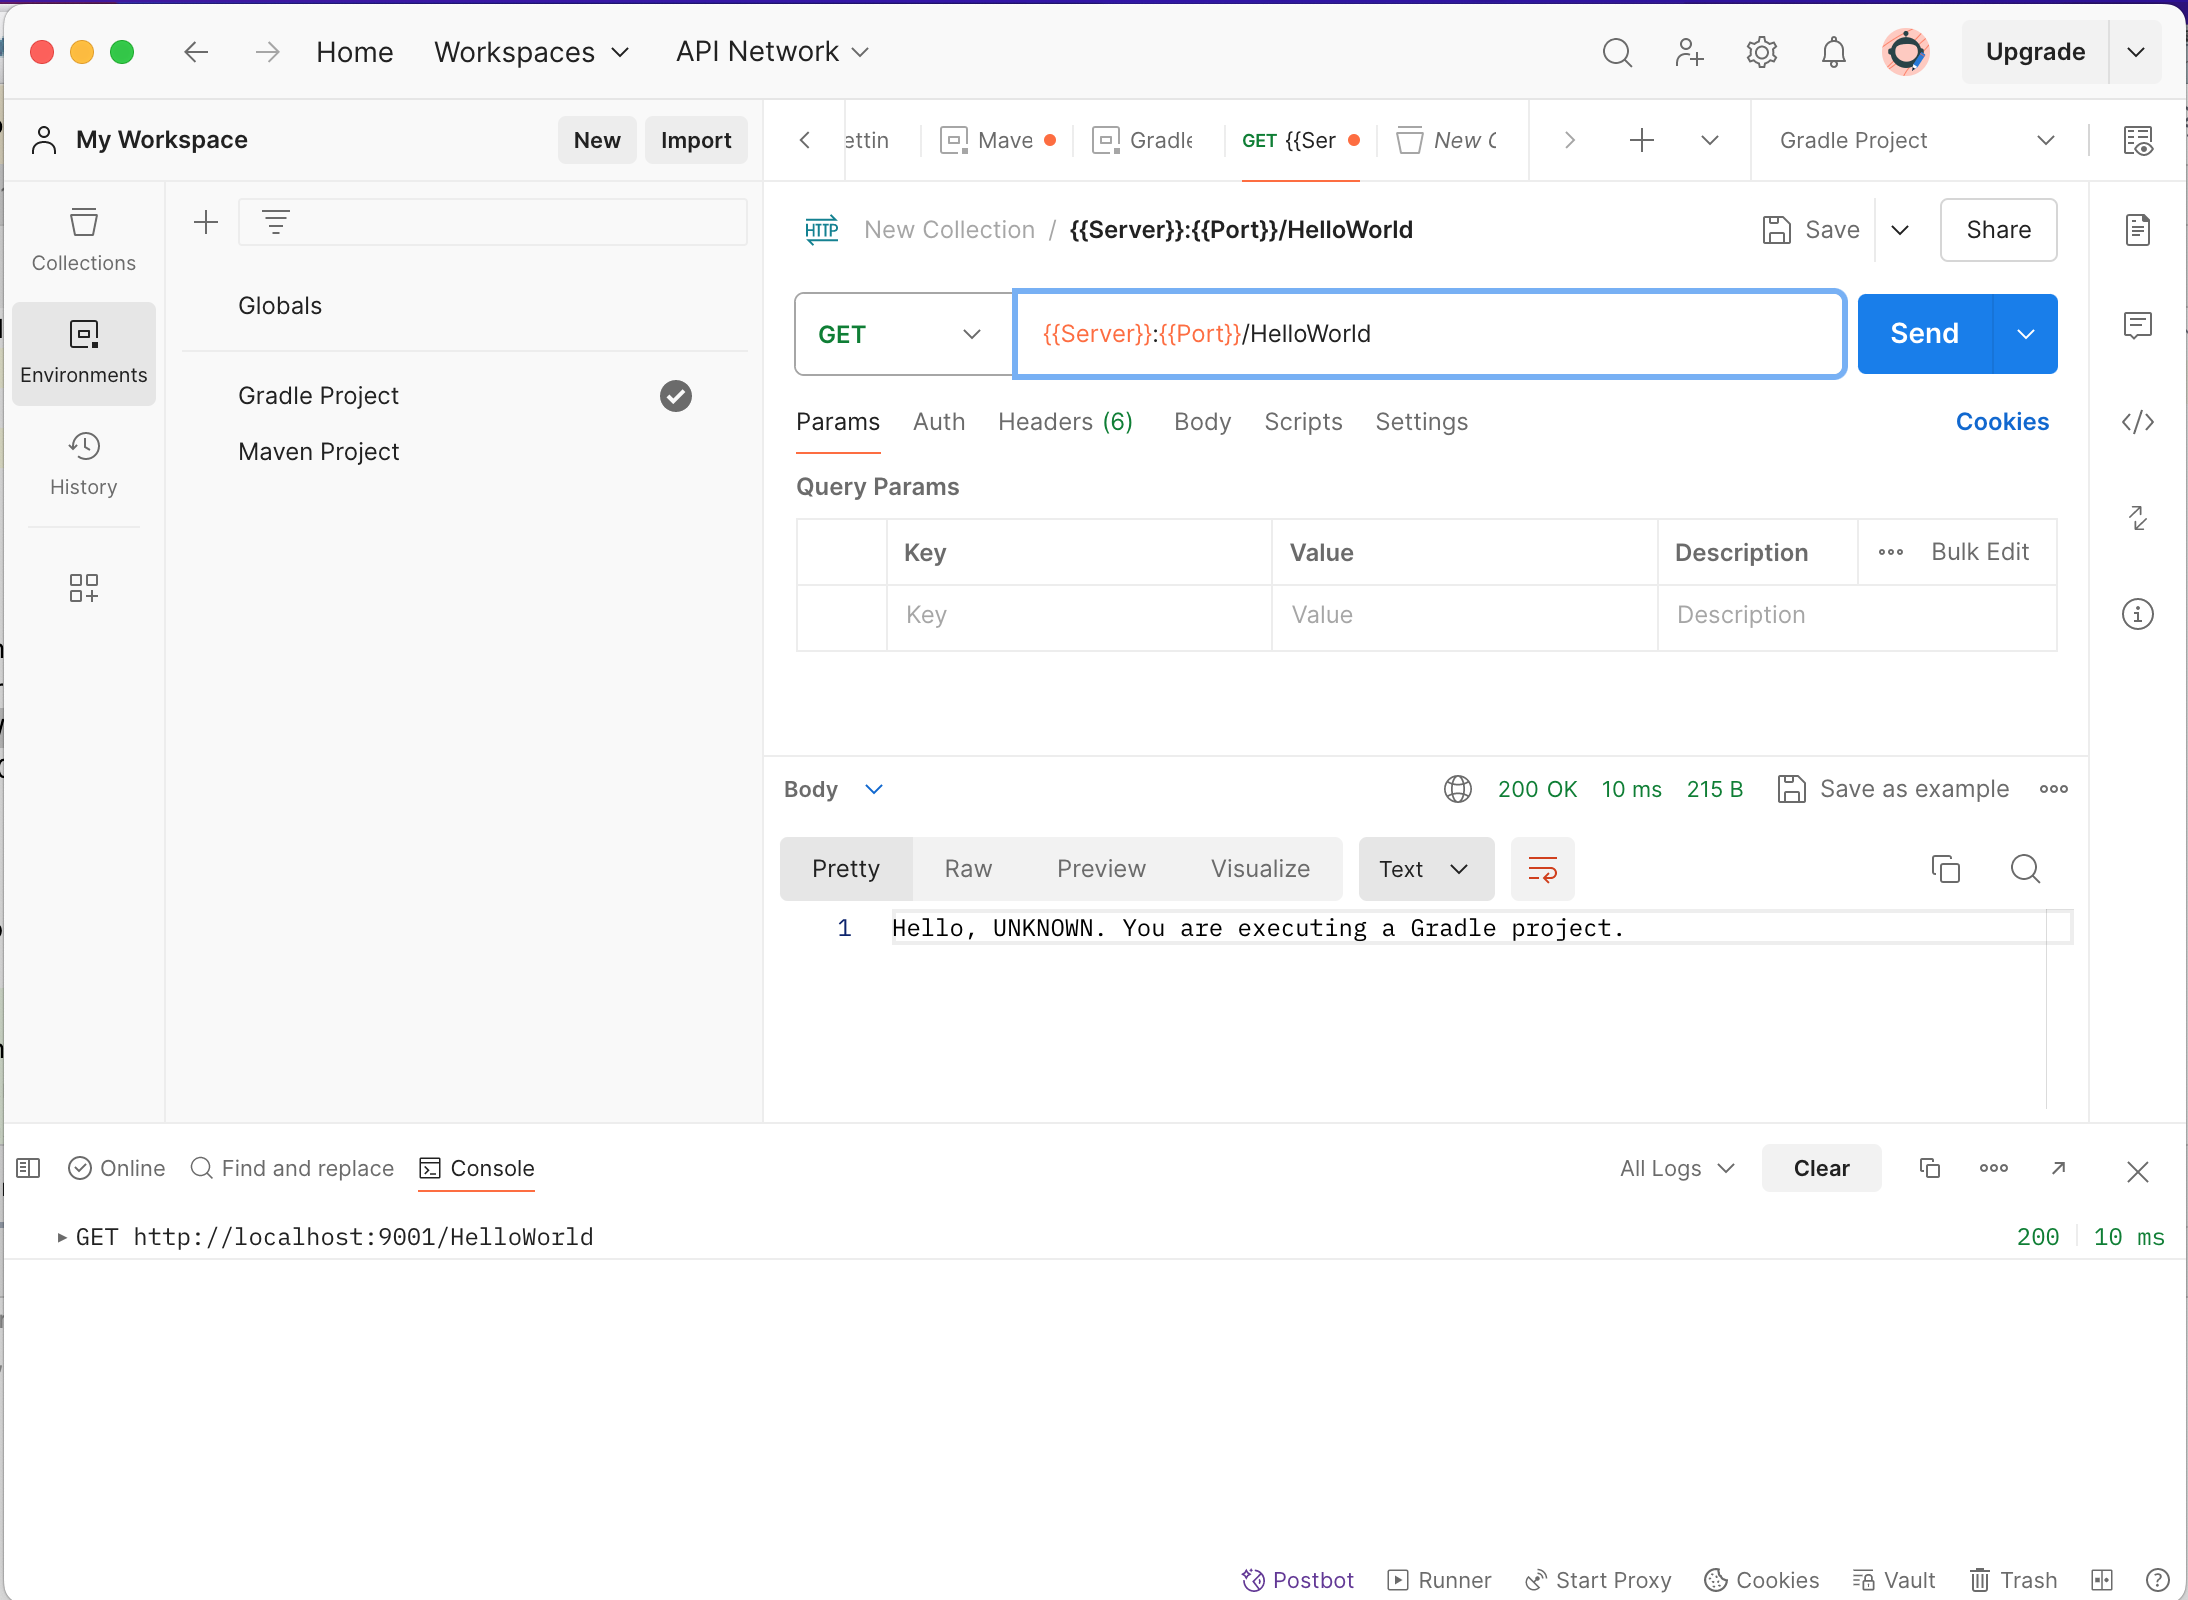 Home Workspaces API Network Upgrade
My Workspace New Import ettin Mave Gradle GET {{Ser New C Gradle Project
Collections
Environments
History
Globals
Gradle Project
Maven Project
HTTP New Collection / {{Server}}:{{Port}}/HelloWorld Save Share
GET {{Server}}:{{Port}}/HelloWorld Send
Params Auth Headers (6) Body Scripts Settings Cookies
Query Params
Key Value Description Bulk Edit
Key Value Description
Body 200 OK 10 ms 215 B Save as example
Pretty Raw Preview Visualize Text
1 Hello, UNKNOWN. You are executing a Gradle project.
Online Find and replace Console All Logs Clear
GET http://localhost:9001/HelloWorld 200 10 ms
Postbot Runner Start Proxy Cookies Vault Trash